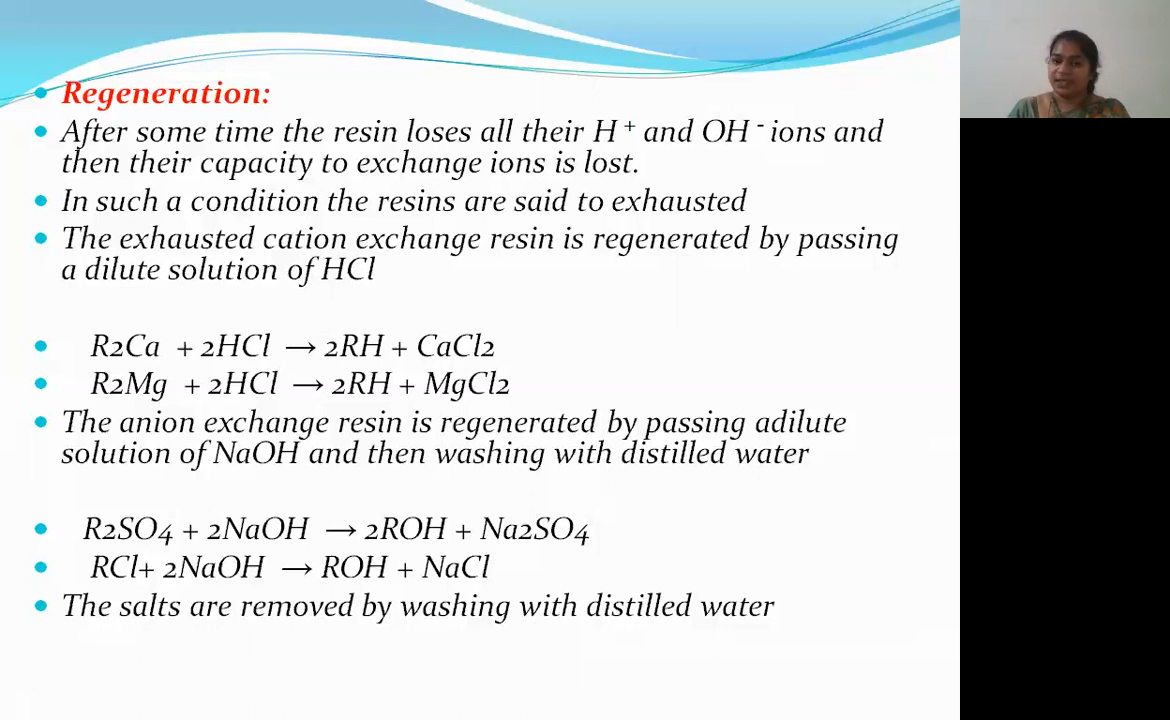 Regeneration:
After some time the resin loses all their H + and OH - ions and
then their capacity to exchange ions is lost.
In such a condition the resins are said to exhausted
The exhausted cation exchange resin is regenerated by passing
a dilute solution of HCl
R2Ca + 2HCl → 2RH + CaCl2
R2Mg + 2HCl → 2RH + MgCl2
The anion exchange resin is regenerated by passing adilute
solution of NaOH and then washing with distilled water
R2SO4 + 2NaOH → 2ROH + Na2SO4
RCl+ 2NaOH → ROH + NaCl
The salts are removed by washing with distilled water